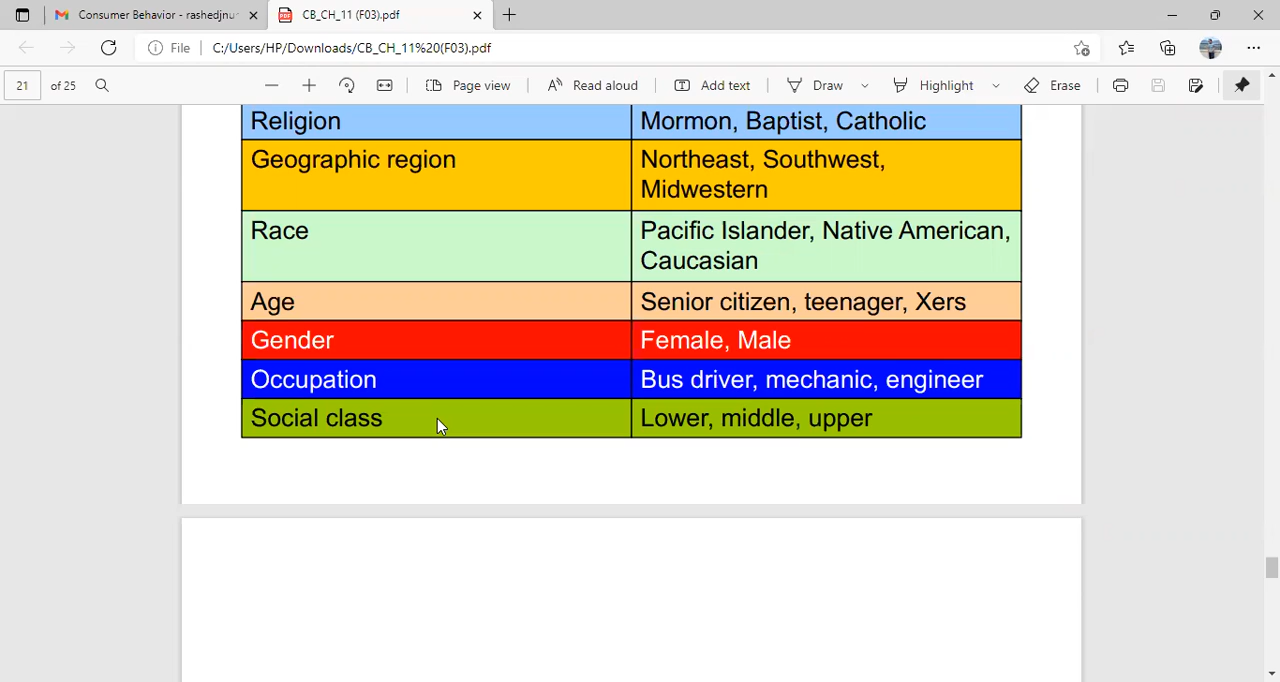 Consumer Behavior - rashedjnu
CB_CH_11 (F03).pdf
File C:/Users/HP/Downloads/CB_CH_11%20(F03).pdf
21 of 25 Page view Read aloud Add text Draw Highlight Erase
Religion Mormon, Baptist, Catholic
Geographic region Northeast, Southwest,
Midwestern
Race Pacific Islander, Native American,
Caucasian
Age Senior citizen, teenager, Xers
Gender Female, Male
Occupation Bus driver, mechanic, engineer
Social class Lower, middle, upper